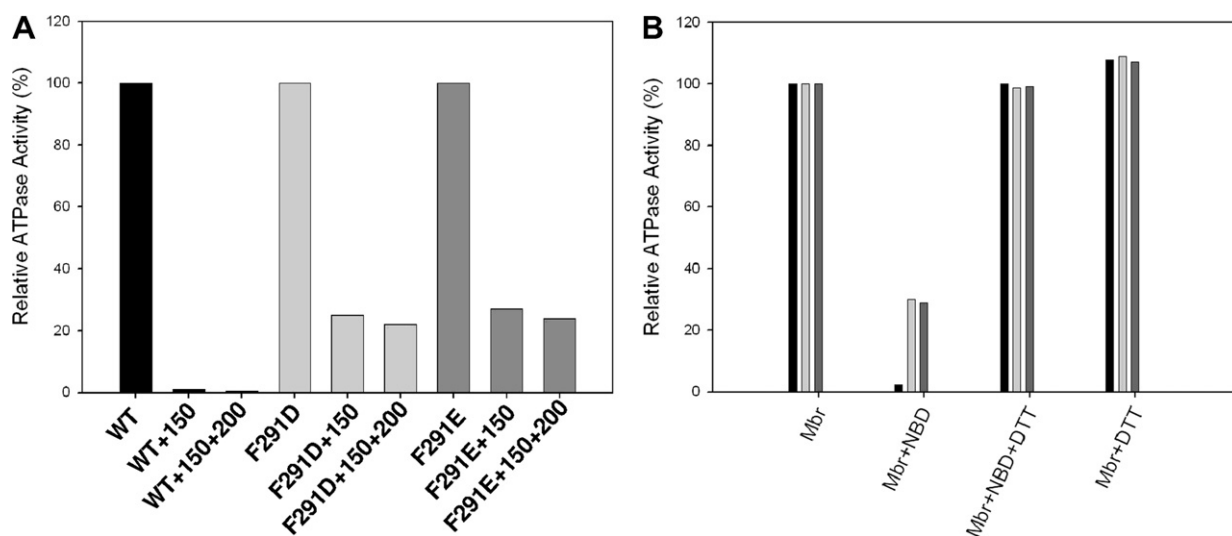 A
Relative ATPase Activity (%)
120
100
80
60
40
20
0
WT
WT+150
WT+150+200
F291D
F291D+150
F291D+150+200
F291E
F291E+150
F291E+150+200
B
Relative ATPase Activity (%)
120
100
80
60
40
20
0
Mbr
Mbr+NBD
Mbr+NBD+DTT
Mbr+DTT